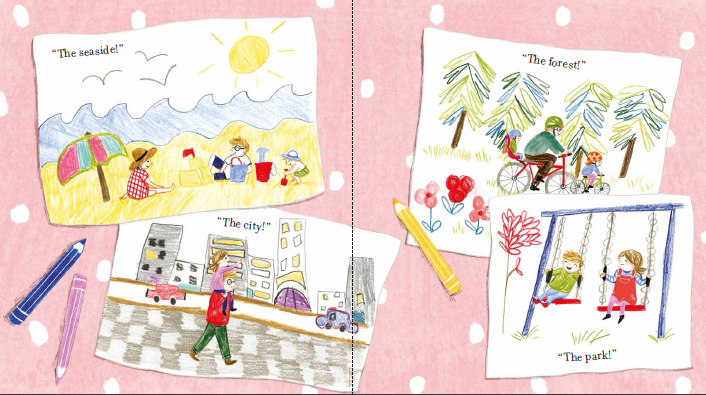 “The seaside!”
“The city!”
“The forest!”
“The park!”